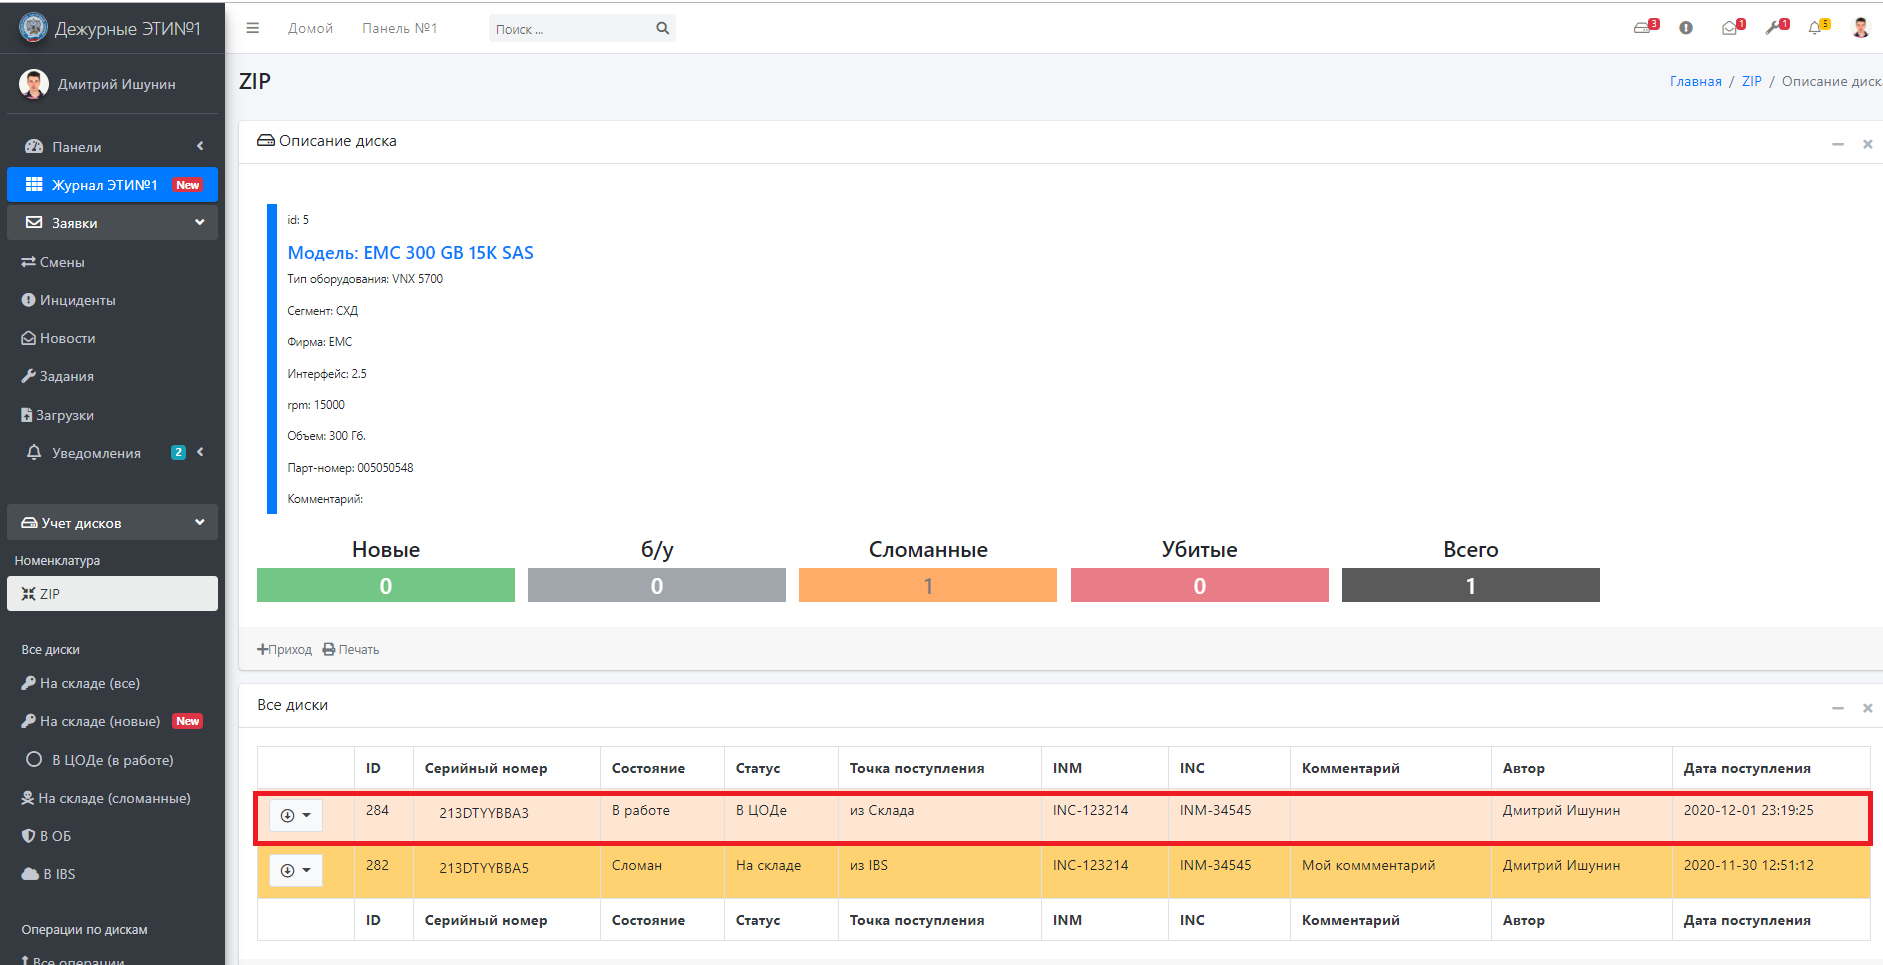 Дежурные ЭТИ№1
Домой Панель №1 Поиск ... 3 1 1 5
Дмитрий Ишунин
ZIP
Главная / ZIP / Описание диска
Панели
Журнал ЭТИ№1 New
Заявки
Смены
Инциденты
Новости
Задания
Загрузки
Уведомления 2
Учет дисков
Номенклатура
ZIP
Все диски
На складе (все)
На складе (новые) New
В ЦОДе (в работе)
На складе (сломанные)
В ОБ
В IBS
Операции по дискам
Все операции
Описание диска
id: 5
Модель: EMC 300 GB 15K SAS
Тип оборудования: VNX 5700
Сегмент: СХД
Фирма: EMC
Интерфейс: 2.5
rpm: 15000
Объем: 300 Гб.
Парт-номер: 005050548
Комментарий:
Новые б/у Сломанные Убитые Всего
0 0 1 0 1
Приход Печать
Все диски
ID Серийный номер Состояние Статус Точка поступления INM INC Комментарий Автор Дата поступления
284 213DTYYBBA3 В работе В ЦОДе из Склада INC-123214 INM-34545 Дмитрий Ишунин 2020-12-01 23:19:25
282 213DTYYBBA5 Сломан На складе из IBS INC-123214 INM-34545 Мой коммментарий Дмитрий Ишунин 2020-11-30 12:51:12
ID Серийный номер Состояние Статус Точка поступления INM INC Комментарий Автор Дата поступления